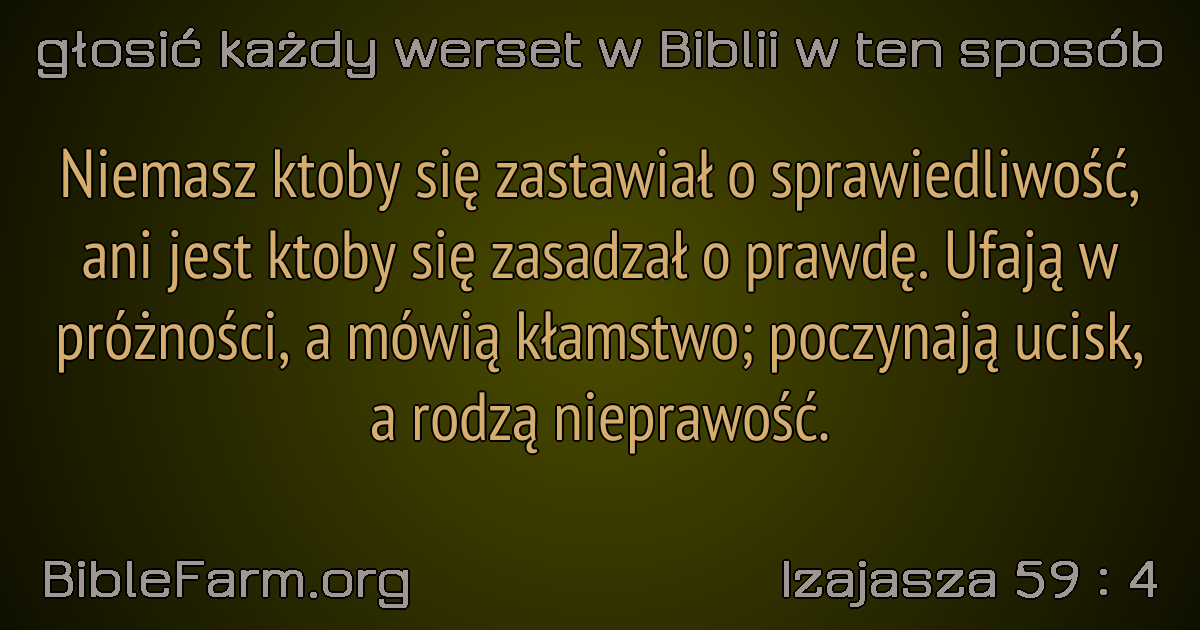 głosić każdy werset w Biblii w ten sposób
Niemasz ktoby się zastawiał o sprawiedliwość,
ani jest ktoby się zasadzał o prawdę. Ufają w
próżności, a mówią kłamstwo; poczynają ucisk,
a rodzą nieprawość.
BibleFarm.org
Izajasza 59 : 4